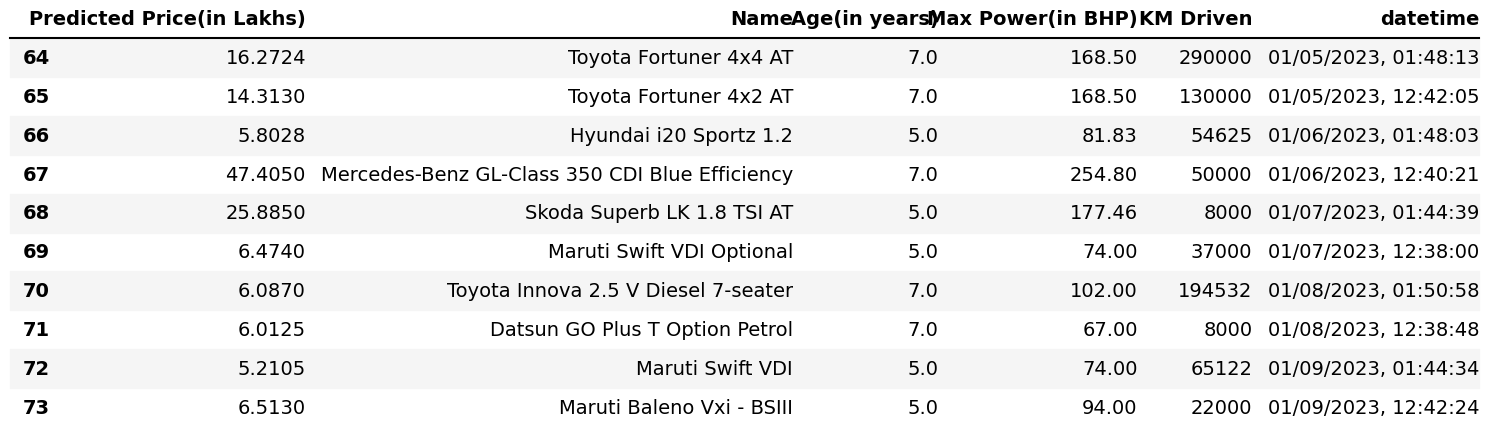 Predicted Price(in Lakhs) Name Age(in years) Max Power(in BHP) KM Driven datetime
64 16.2724 Toyota Fortuner 4x4 AT 7.0 168.50 290000 01/05/2023, 01:48:13
65 14.3130 Toyota Fortuner 4x2 AT 7.0 168.50 130000 01/05/2023, 12:42:05
66 5.8028 Hyundai i20 Sportz 1.2 5.0 81.83 54625 01/06/2023, 01:48:03
67 47.4050 Mercedes-Benz GL-Class 350 CDI Blue Efficiency 7.0 254.80 50000 01/06/2023, 12:40:21
68 25.8850 Skoda Superb LK 1.8 TSI AT 5.0 177.46 8000 01/07/2023, 01:44:39
69 6.4740 Maruti Swift VDI Optional 5.0 74.00 37000 01/07/2023, 12:38:00
70 6.0870 Toyota Innova 2.5 V Diesel 7-seater 7.0 102.00 194532 01/08/2023, 01:50:58
71 6.0125 Datsun GO Plus T Option Petrol 7.0 67.00 8000 01/08/2023, 12:38:48
72 5.2105 Maruti Swift VDI 5.0 74.00 65122 01/09/2023, 01:44:34
73 6.5130 Maruti Baleno Vxi - BSIII 5.0 94.00 22000 01/09/2023, 12:42:24